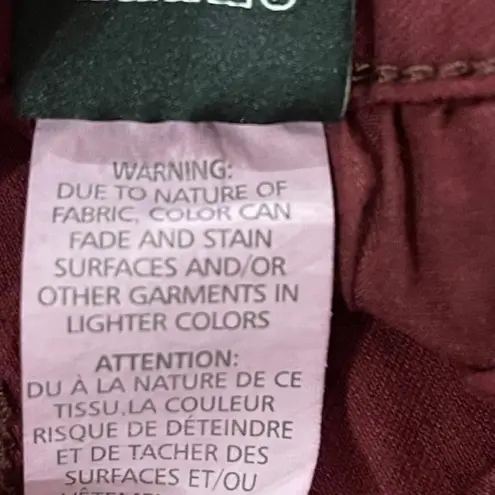 WARNING:
DUE TO NATURE OF
FABRIC, COLOR CAN
FADE AND STAIN
SURFACES AND/OR
OTHER GARMENTS IN
LIGHTER COLORS
ATTENTION:
DU À LA NATURE DE CE
TISSU.LA COULEUR
RISQUE DE DÉTEINDRE
ET DE TACHER DES
SURFACES ET/OU